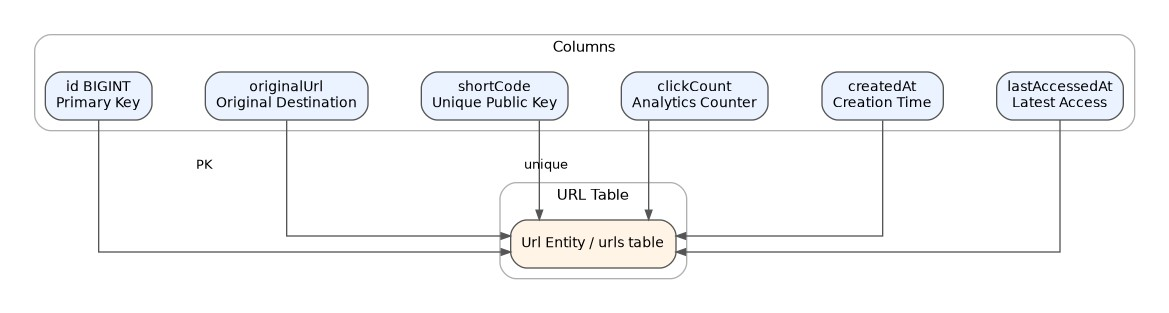 Columns
id BIGINT
Primary Key
originalUrl
Original Destination
shortCode
Unique Public Key
clickCount
Analytics Counter
createdAt
Creation Time
lastAccessedAt
Latest Access
PK
unique
URL Table
Url Entity / urls table